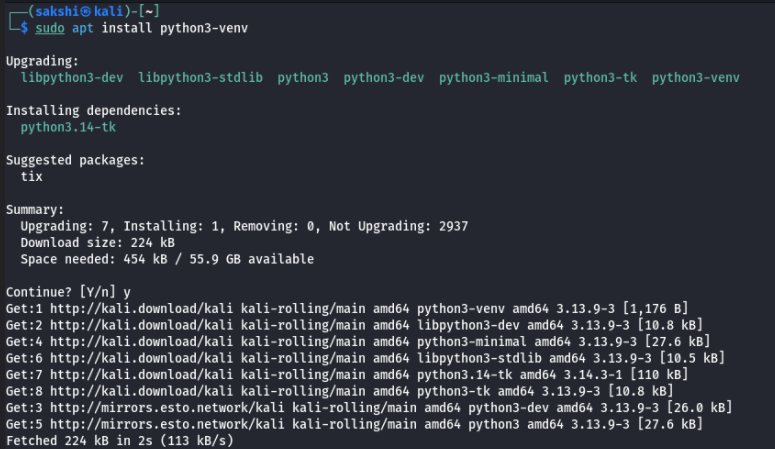 ┌──(sakshi㉿kali)-[~]
└─$ sudo apt install python3-venv
Upgrading:
libpython3-dev libpython3-stdlib python3 python3-dev python3-minimal python3-tk python3-venv
Installing dependencies:
python3.14-tk
Suggested packages:
tix
Summary:
Upgrading: 7, Installing: 1, Removing: 0, Not Upgrading: 2937
Download size: 224 kB
Space needed: 454 kB / 55.9 GB available
Continue? [Y/n] y
Get:1 http://kali.download/kali kali-rolling/main amd64 python3-venv amd64 3.13.9-3 [1,176 B]
Get:2 http://kali.download/kali kali-rolling/main amd64 libpython3-dev amd64 3.13.9-3 [10.8 kB]
Get:4 http://kali.download/kali kali-rolling/main amd64 python3-minimal amd64 3.13.9-3 [27.6 kB]
Get:6 http://kali.download/kali kali-rolling/main amd64 libpython3-stdlib amd64 3.13.9-3 [10.5 kB]
Get:7 http://kali.download/kali kali-rolling/main amd64 python3.14-tk amd64 3.14.3-1 [110 kB]
Get:8 http://kali.download/kali kali-rolling/main amd64 python3-tk amd64 3.13.9-3 [10.8 kB]
Get:3 http://mirrors.esto.network/kali kali-rolling/main amd64 python3-dev amd64 3.13.9-3 [26.0 kB]
Get:5 http://mirrors.esto.network/kali kali-rolling/main amd64 python3 amd64 3.13.9-3 [27.6 kB]
Fetched 224 kB in 2s (113 kB/s)